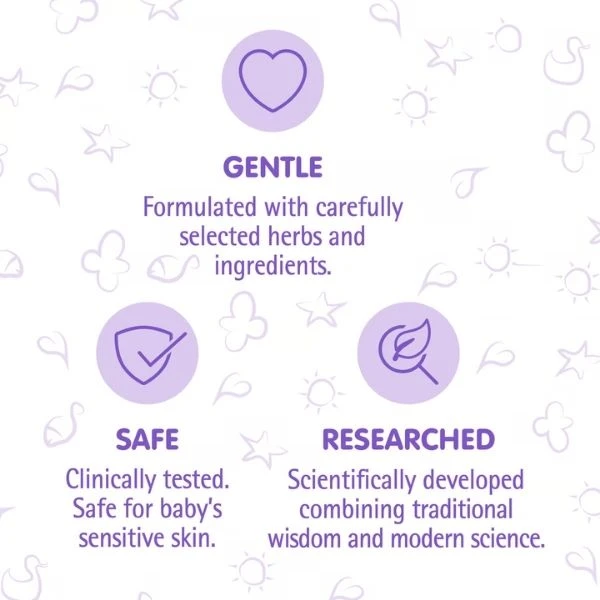 GENTLE
Formulated with carefully
selected herbs and
ingredients.
SAFE
Clinically tested.
Safe for baby's
sensitive skin.
RESEARCHED
Scientifically developed
combining traditional
wisdom and modern science.